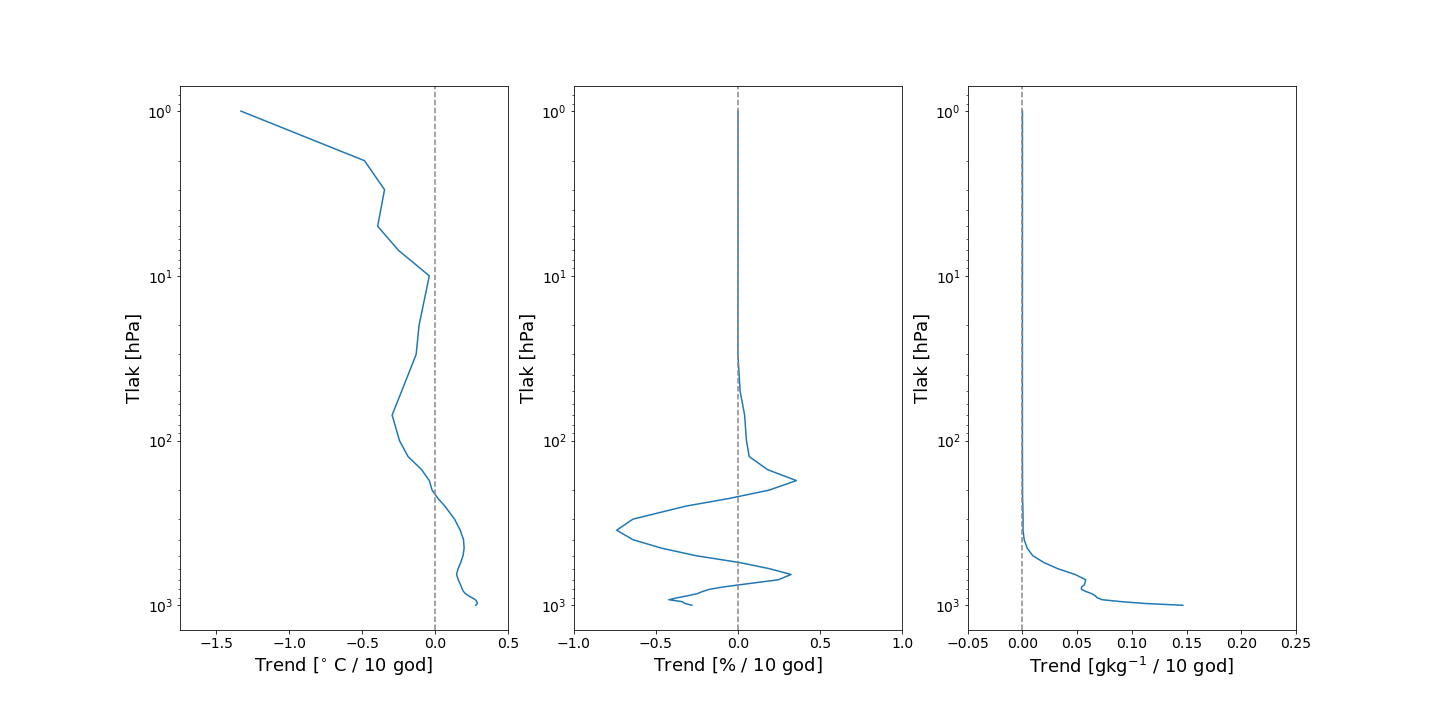 10⁰
10¹
10²
10³
Tlak [hPa]
−1.5 −1.0 −0.5 0.0 0.5
Trend [° C / 10 god]
10⁰
10¹
10²
10³
Tlak [hPa]
−1.0 −0.5 0.0 0.5 1.0
Trend [% / 10 god]
10⁰
10¹
10²
10³
Tlak [hPa]
−0.05 0.00 0.05 0.10 0.15 0.20 0.25
Trend [gkg⁻¹ / 10 god]